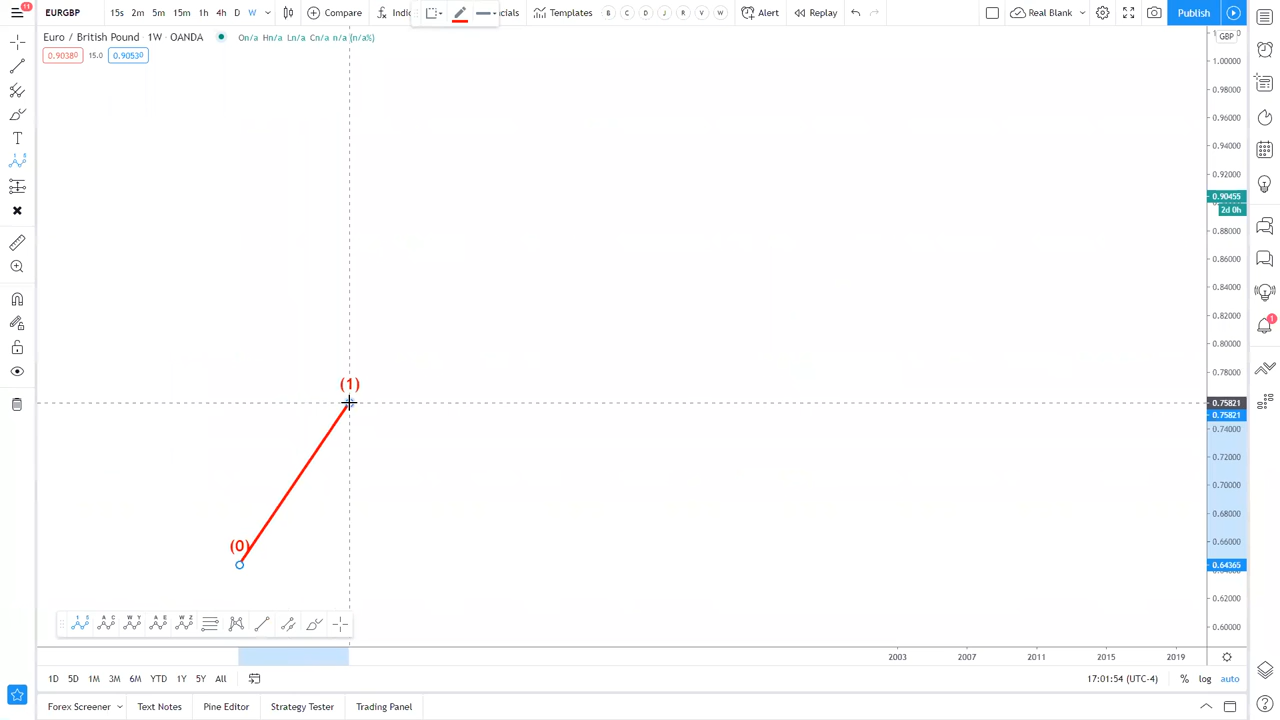 11
EURGBP
15s 2m 5m 15m 1h 4h D W Compare Indi cials Templates B C D J R V W Alert Replay Real Blank Publish
Euro / British Pound · 1W · OANDA On/a Hn/a Ln/a Cn/a n/a (n/a%)
0.90380 15.0 0.90530
GBP
1.00000
0.98000
0.96000
0.94000
0.92000
0.90455
2d 0h
0.88000
0.86000
0.84000
0.82000
0.80000
0.78000
0.75821
0.75821
0.74000
0.72000
0.70000
0.68000
0.66000
0.64365
0.62000
0.60000
1
(1)
(0)
1 5 A C W Y A E W Z
2003 2007 2011 2015 2019
1D 5D 1M 3M 6M YTD 1Y 5Y All 17:01:54 (UTC-4) % log auto
Forex Screener Text Notes Pine Editor Strategy Tester Trading Panel